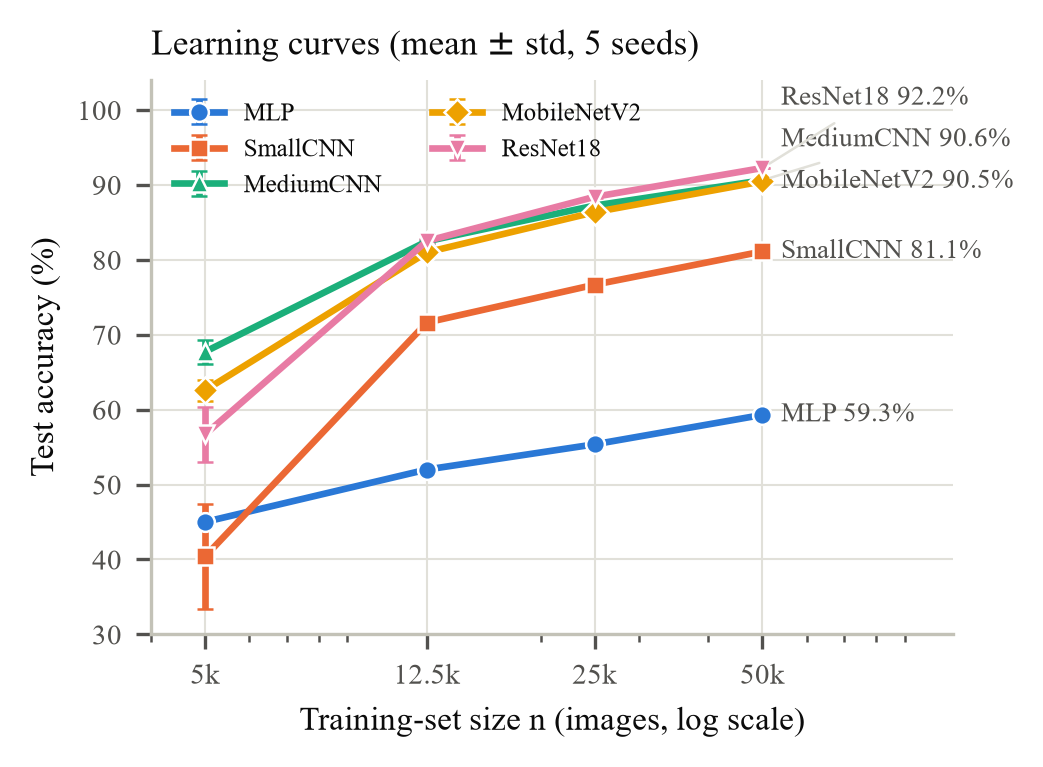 Learning curves (mean ± std, 5 seeds)
MLP
SmallCNN
MediumCNN
MobileNetV2
ResNet18
ResNet18 92.2%
MediumCNN 90.6%
MobileNetV2 90.5%
SmallCNN 81.1%
MLP 59.3%
Test accuracy (%)
100
90
80
70
60
50
40
30
5k
12.5k
25k
50k
Training-set size n (images, log scale)